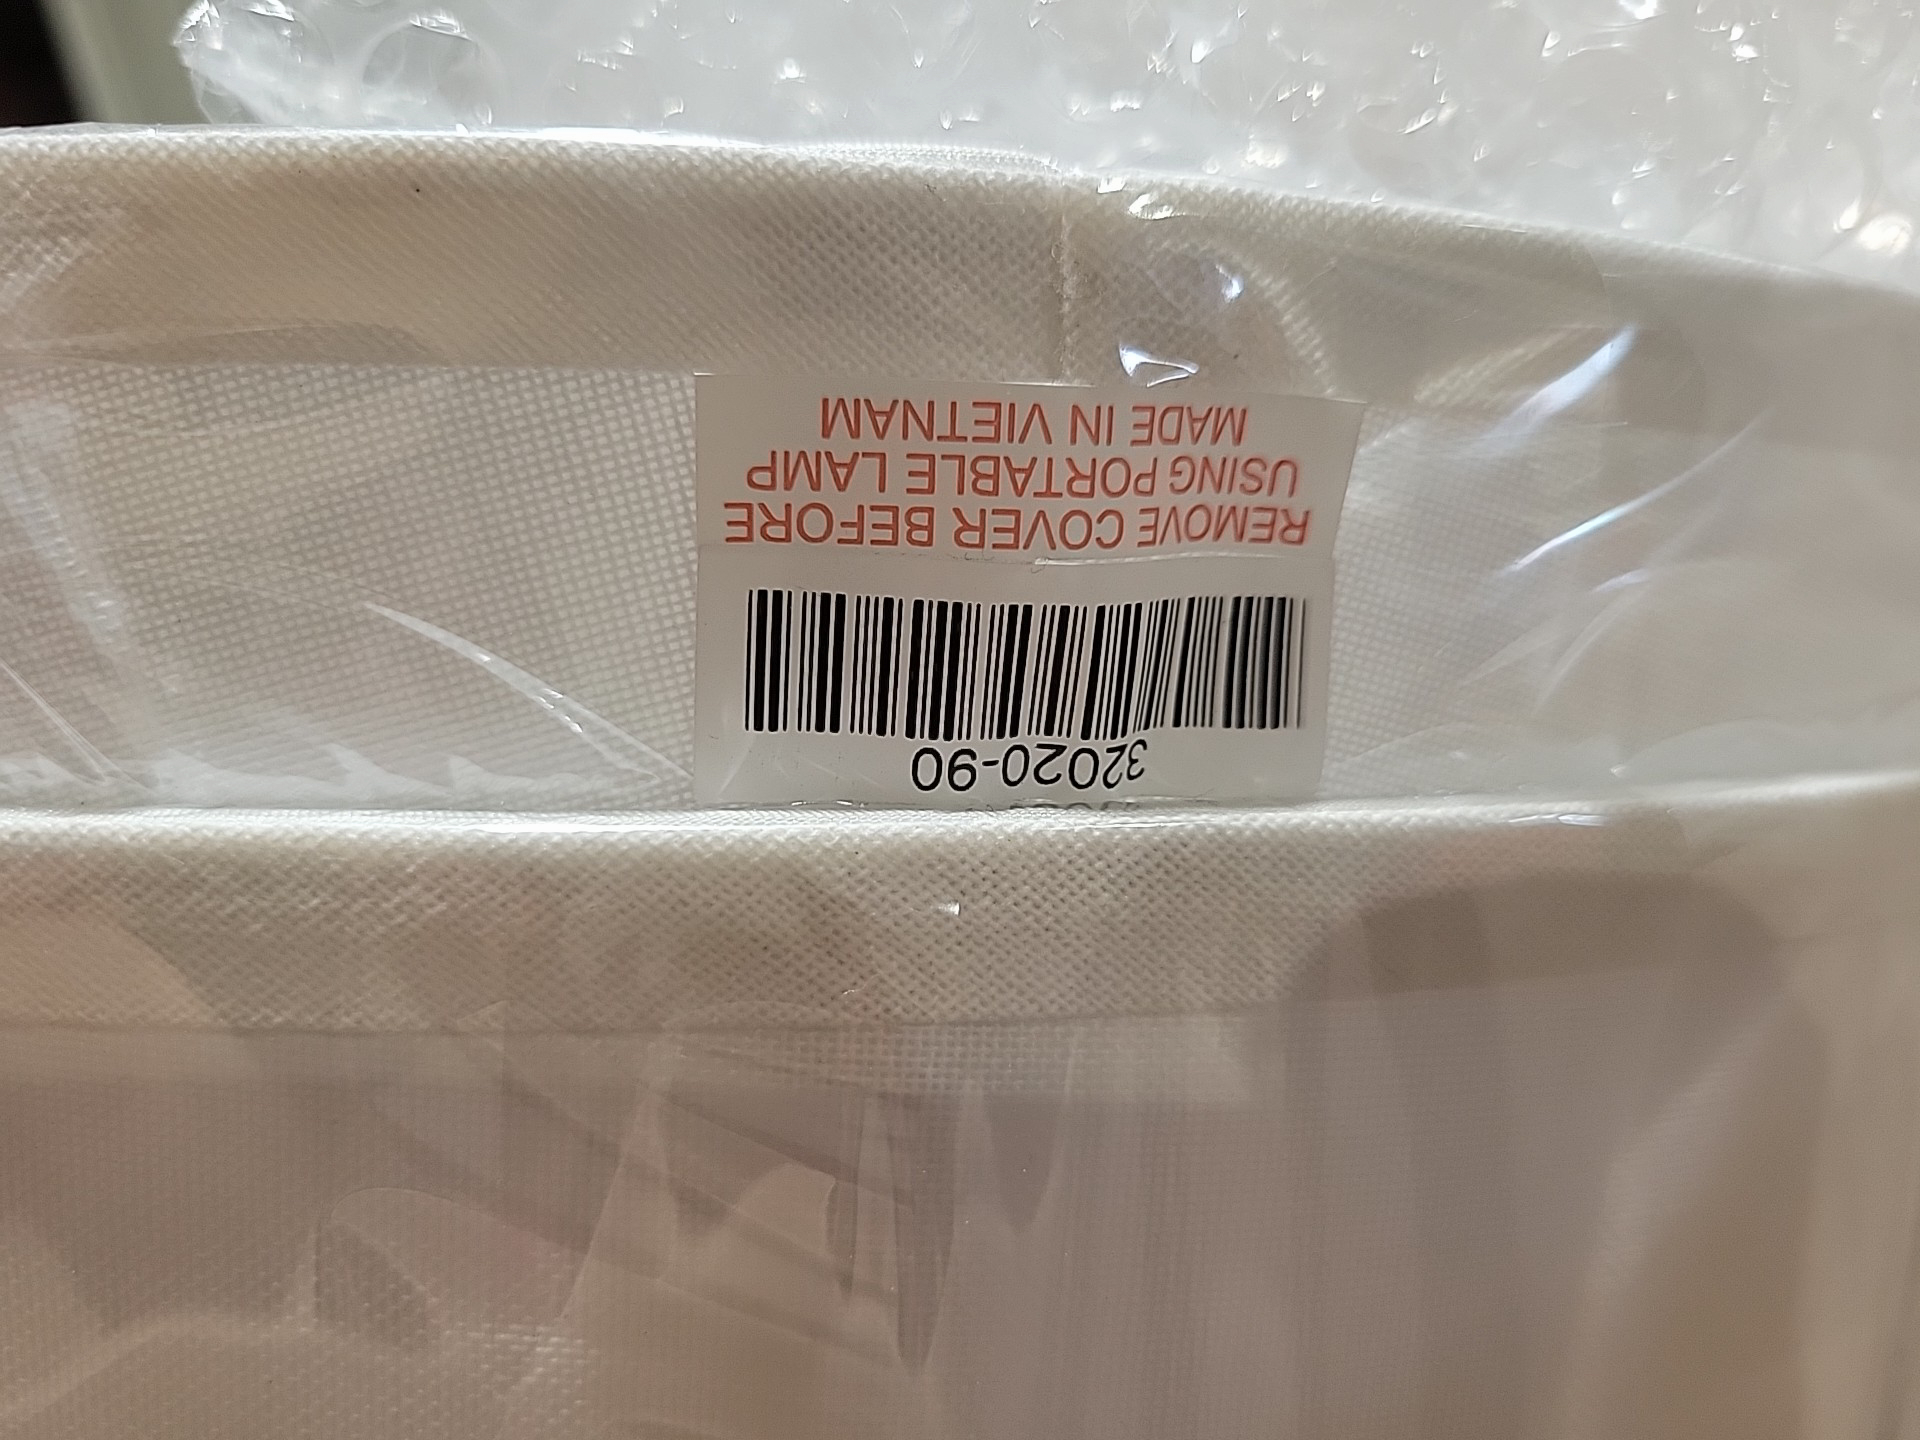 32020-90
REMOVE COVER BEFORE
USING PORTABLE LAMP
MADE IN VIETNAM